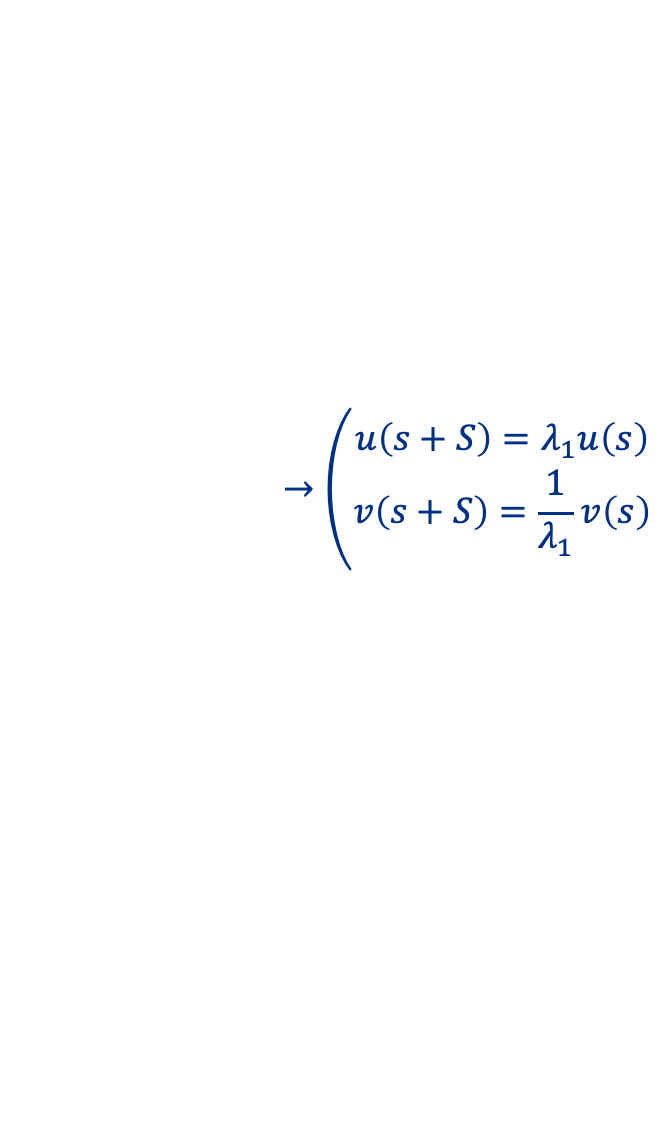 → ( u(s + S) = λ₁u(s)
v(s + S) = 1/λ₁ v(s)